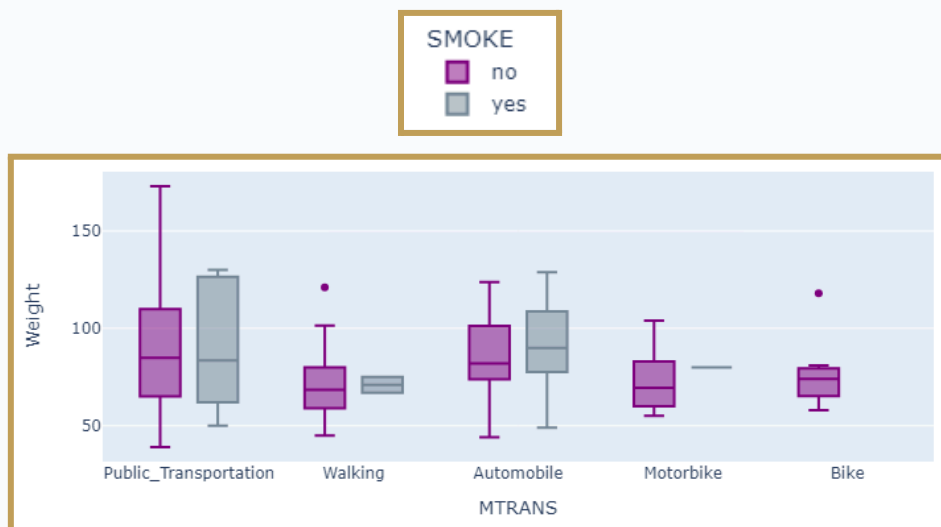 SMOKE
no
yes
Weight
150
100
50
Public_Transportation Walking Automobile Motorbike Bike
MTRANS